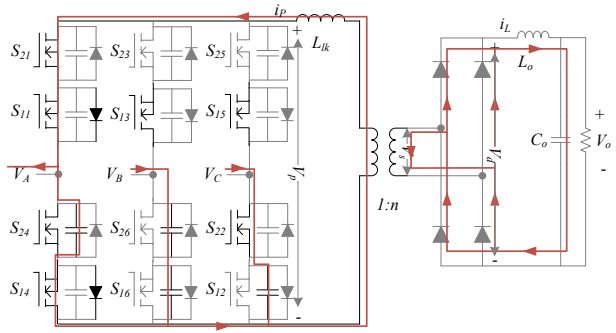 i_P
i_L
S_21
S_23
S_25
L_lk
+
L_o
S_11
S_13
S_15
+
V_A
V_B
V_C
V_p
V_s
V_d
C_o
V_o
+
-
S_24
S_26
S_22
1:n
S_14
S_16
S_12
-
-